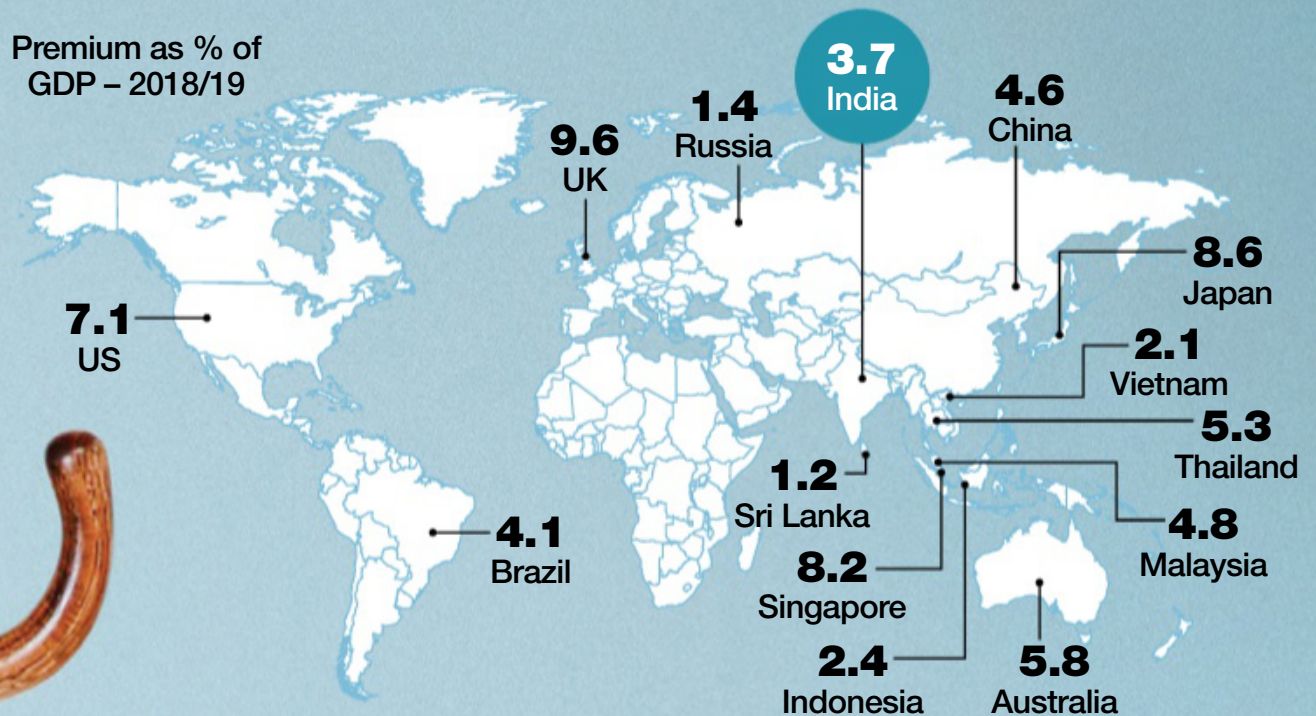 Premium as % of
GDP – 2018/19
3.7
India
1.4
Russia
4.6
China
9.6
UK
8.6
Japan
7.1
US
2.1
Vietnam
5.3
Thailand
1.2
Sri Lanka
4.8
Malaysia
4.1
Brazil
8.2
Singapore
2.4
Indonesia
5.8
Australia